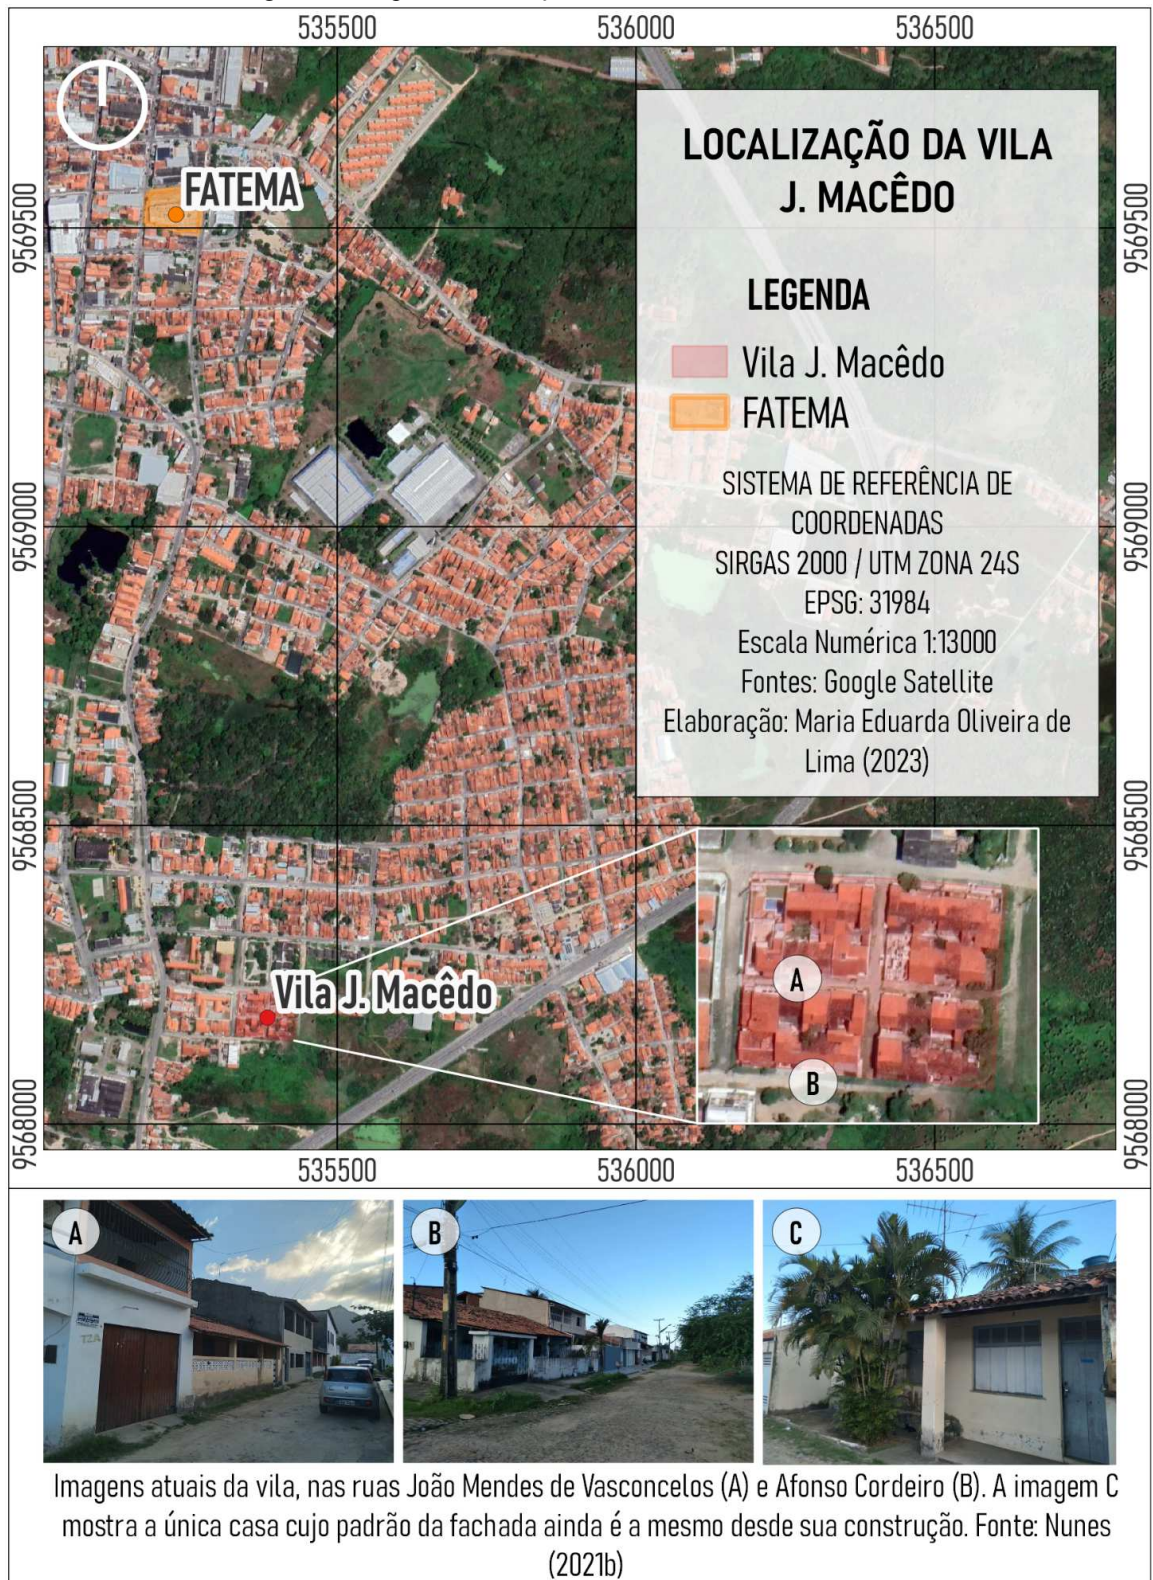 535500 536000 536500
9569500
9569000
9568500
9568000
FATEMA
Vila J. Macêdo
LOCALIZAÇÃO DA VILA
J. MACÊDO
LEGENDA
Vila J. Macêdo
FATEMA
SISTEMA DE REFERÊNCIA DE
COORDENADAS
SIRGAS 2000 / UTM ZONA 24S
EPSG: 31984
Escala Numérica 1:13000
Fontes: Google Satellite
Elaboração: Maria Eduarda Oliveira de
Lima (2023)
9569500
9569000
9568500
9568000
A
B
535500 536000 536500
A
B
C
Imagens atuais da vila, nas ruas João Mendes de Vasconcelos (A) e Afonso Cordeiro (B). A imagem C
mostra a única casa cujo padrão da fachada ainda é a mesmo desde sua construção. Fonte: Nunes
(2021b)